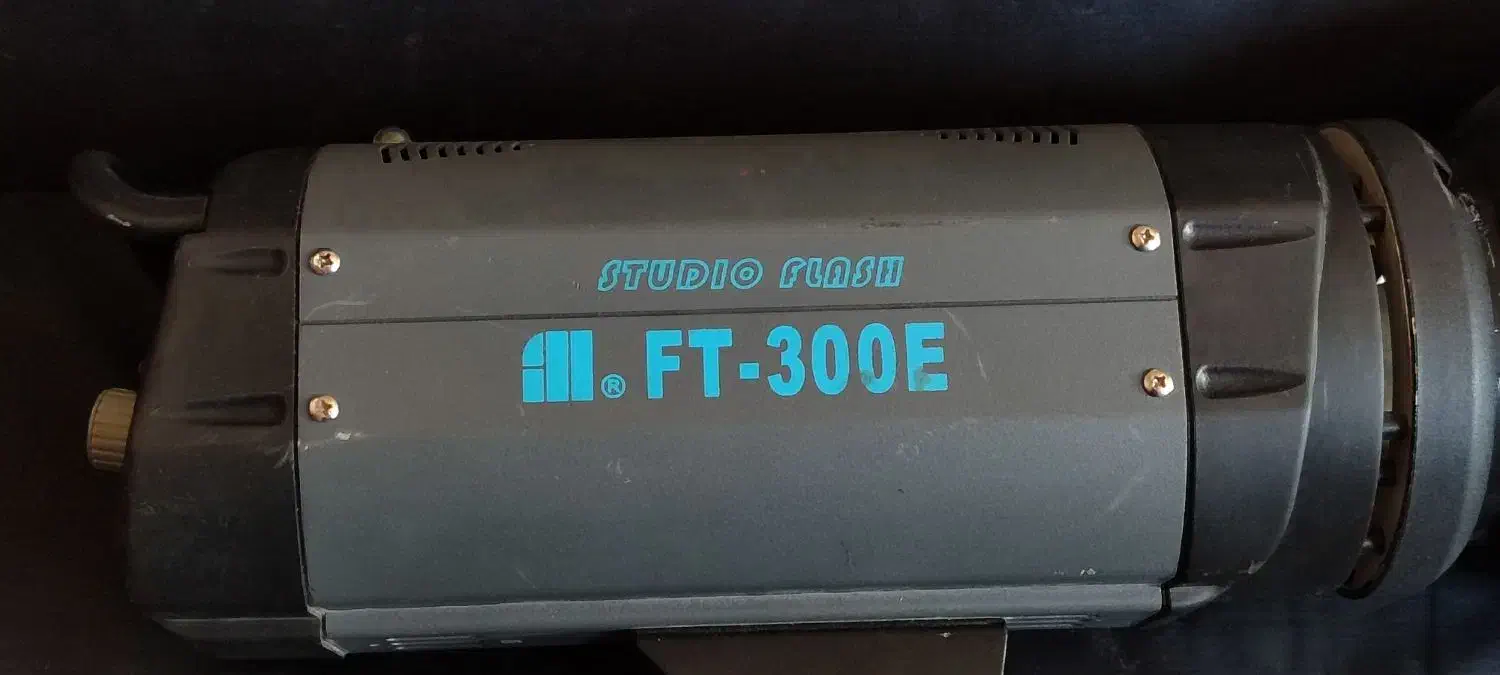 STUDIO FLASH
® FT-300E